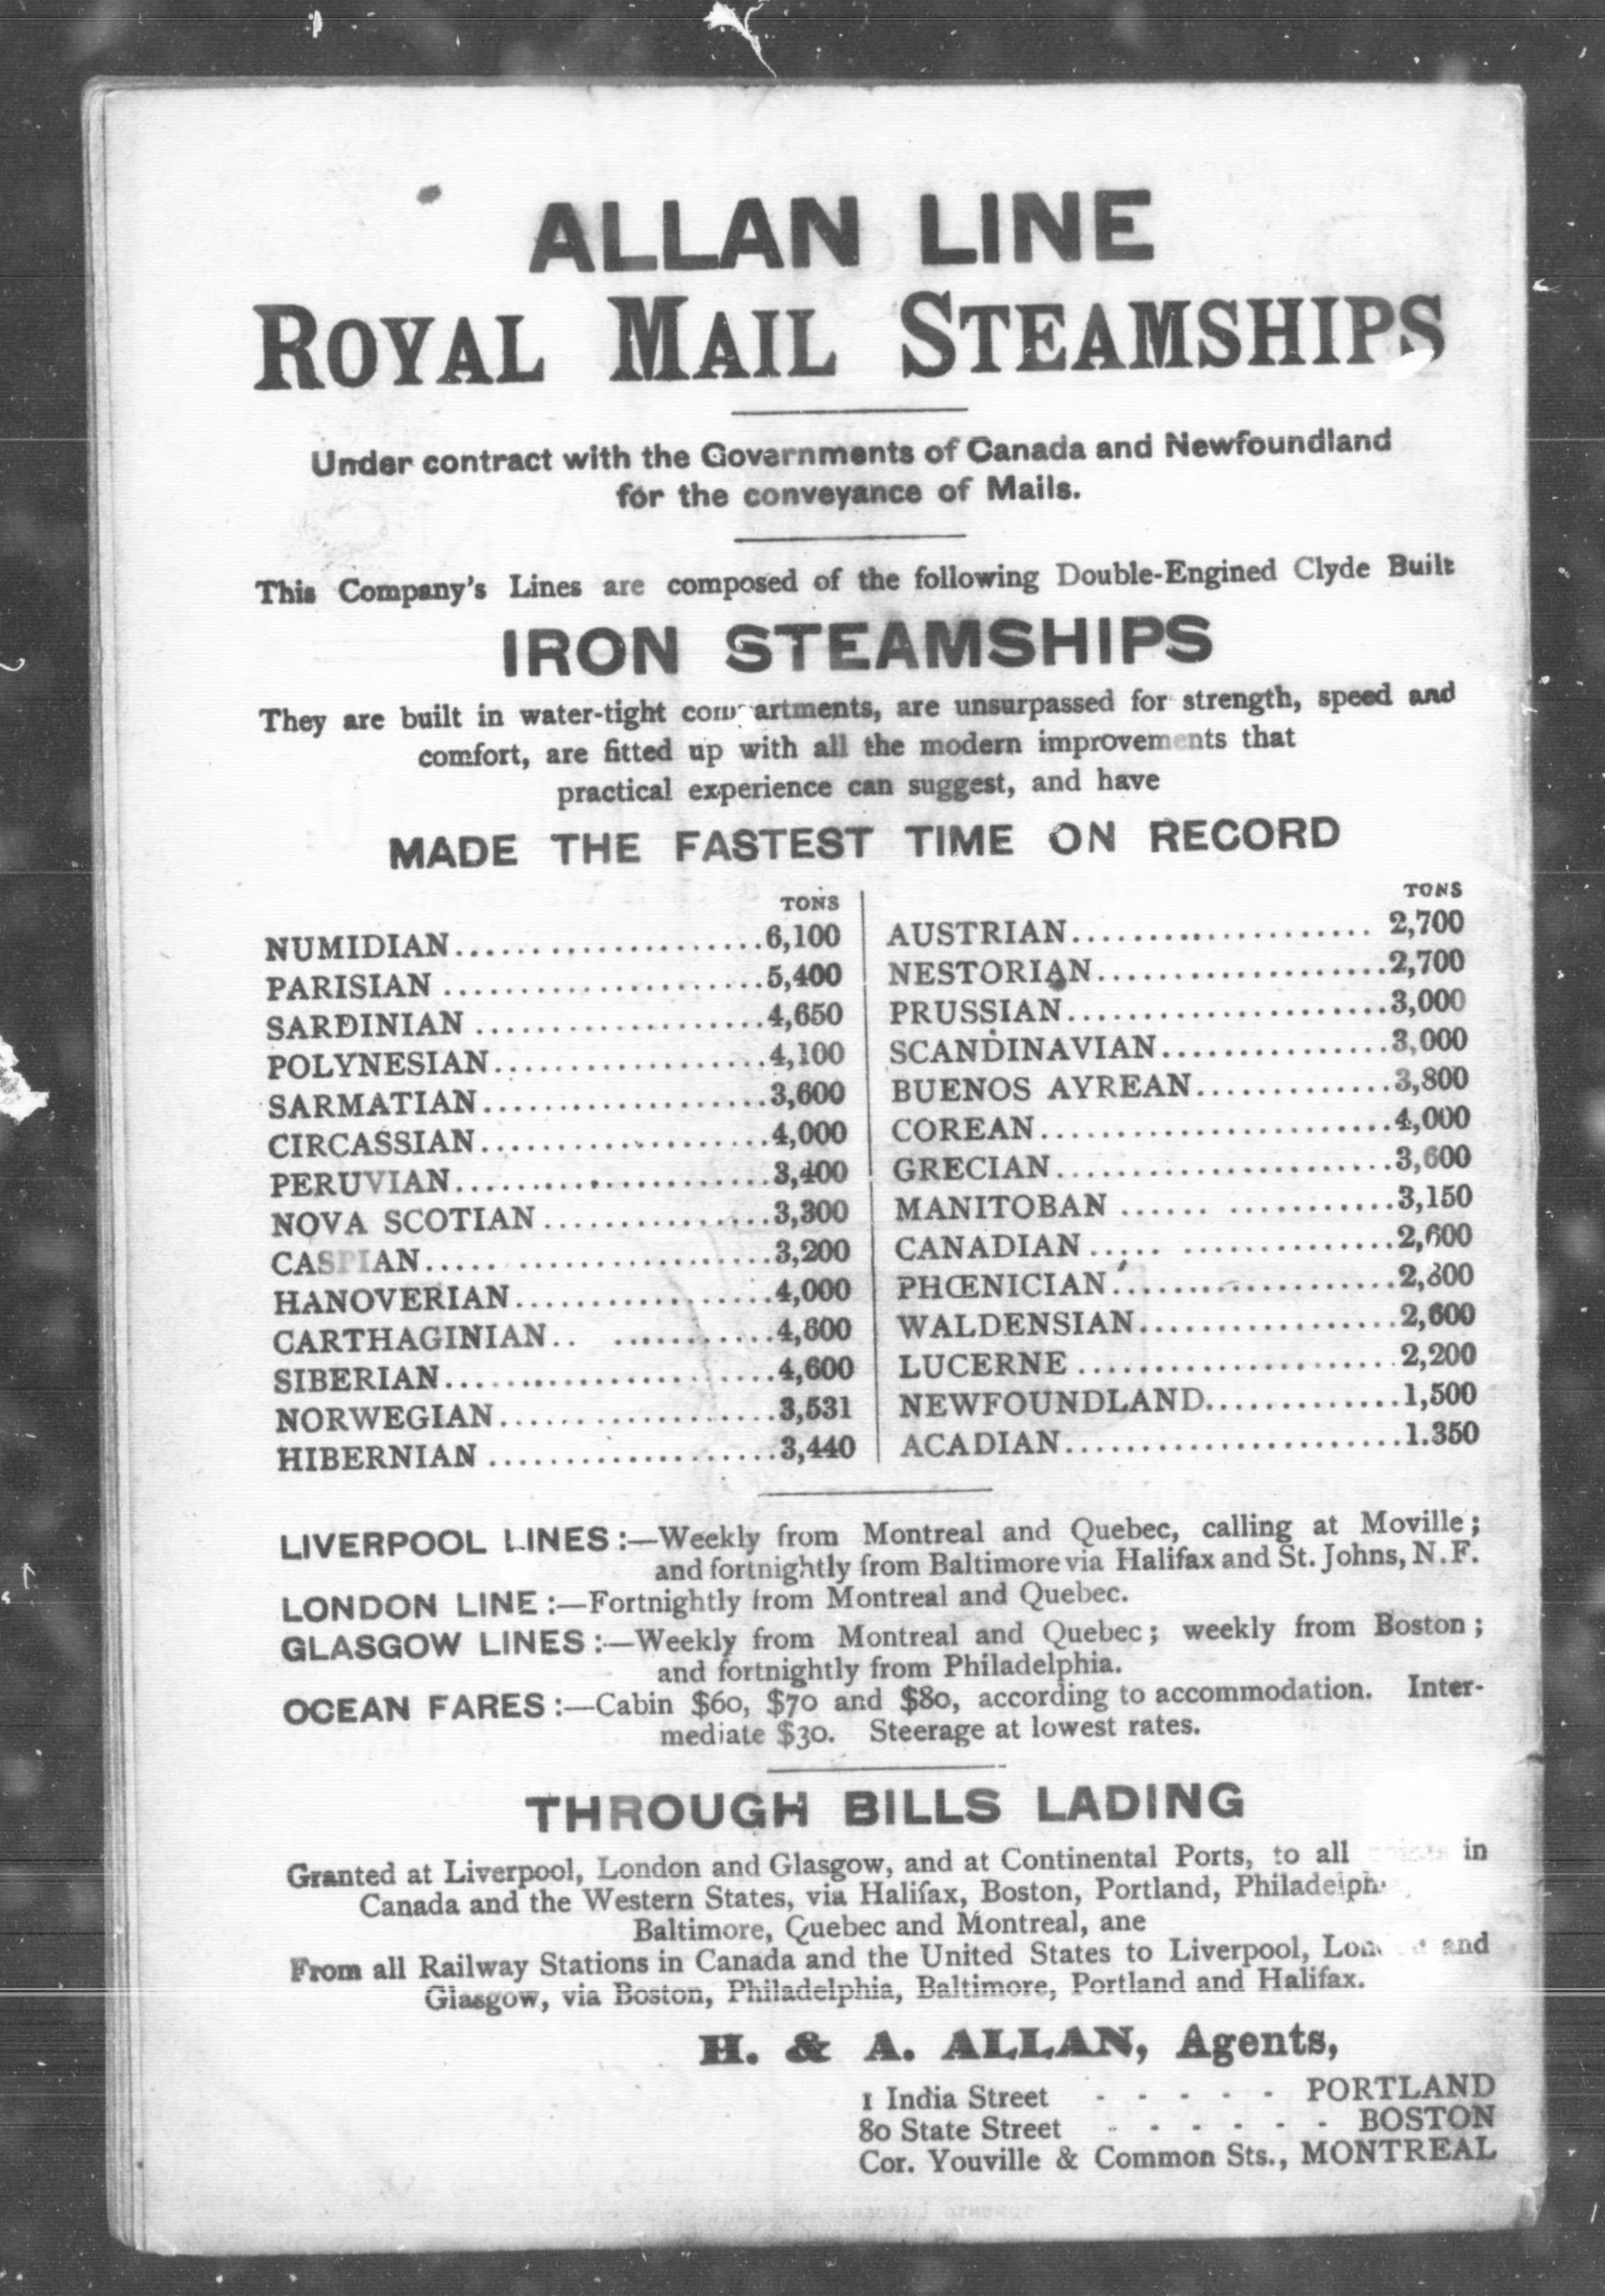 ALLAN LINE
ROYAL MAIL STEAMSHIPS
Under contract with the Governments of Canada and Newfoundland
for the conveyance of Mails.
This Company's Lines are composed of the following Double-Engined Clyde Built
IRON STEAMSHIPS
They are built in water-tight compartments, are unsurpassed for strength, speed and
comfort, are fitted up with all the modern improvements that
practical experience can suggest, and have
MADE THE FASTEST TIME ON RECORD
TONS
NUMIDIAN......................6,100
PARISIAN ......................5,400
SARDINIAN ....................4,650
POLYNESIAN...................4,100
SARMATIAN....................3,600
CIRCASSIAN....................4,000
PERUVIAN......................3,400
NOVA SCOTIAN................3,300
CASPIAN..... ..................3,200
HANOVERIAN..................4,000
CARTHAGINIAN.. ............4,600
SIBERIAN.......................4,600
NORWEGIAN...................3,531
HIBERNIAN ....................3,440
TONS
AUSTRIAN..................... 2,700
NESTORIAN....................2,700
PRUSSIAN......................3,000
SCANDINAVIAN................3,000
BUENOS AYREAN..............3,800
COREAN........................4,000
GRECIAN.......................3,600
MANITOBAN ...... ............3,150
CANADIAN ..... ...............2,600
PHŒNICIAN....................2,800
WALDENSIAN..................2,600
LUCERNE ......................2,200
NEWFOUNDLAND..............1,500
ACADIAN.......................1.350
LIVERPOOL LINES :—Weekly from Montreal and Quebec, calling at Moville;
and fortnightly from Baltimore via Halifax and St. Johns, N.F.
LONDON LINE :—Fortnightly from Montreal and Quebec.
GLASGOW LINES :—Weekly from Montreal and Quebec; weekly from Boston;
and fortnightly from Philadelphia.
OCEAN FARES :—Cabin $60, $70 and $80, according to accommodation. Inter-
mediate $30. Steerage at lowest rates.
THROUGH BILLS LADING
Granted at Liverpool, London and Glasgow, and at Continental Ports, to all in
Canada and the Western States, via Halifax, Boston, Portland, Philadelph
Baltimore, Quebec and Montreal, ane
From all Railway Stations in Canada and the United States to Liverpool, London and
Glasgow, via Boston, Philadelphia, Baltimore, Portland and Halifax.
H. & A. ALLAN, Agents,
1 India Street - - - - - PORTLAND
80 State Street - - - - - - BOSTON
Cor. Youville & Common Sts., MONTREAL